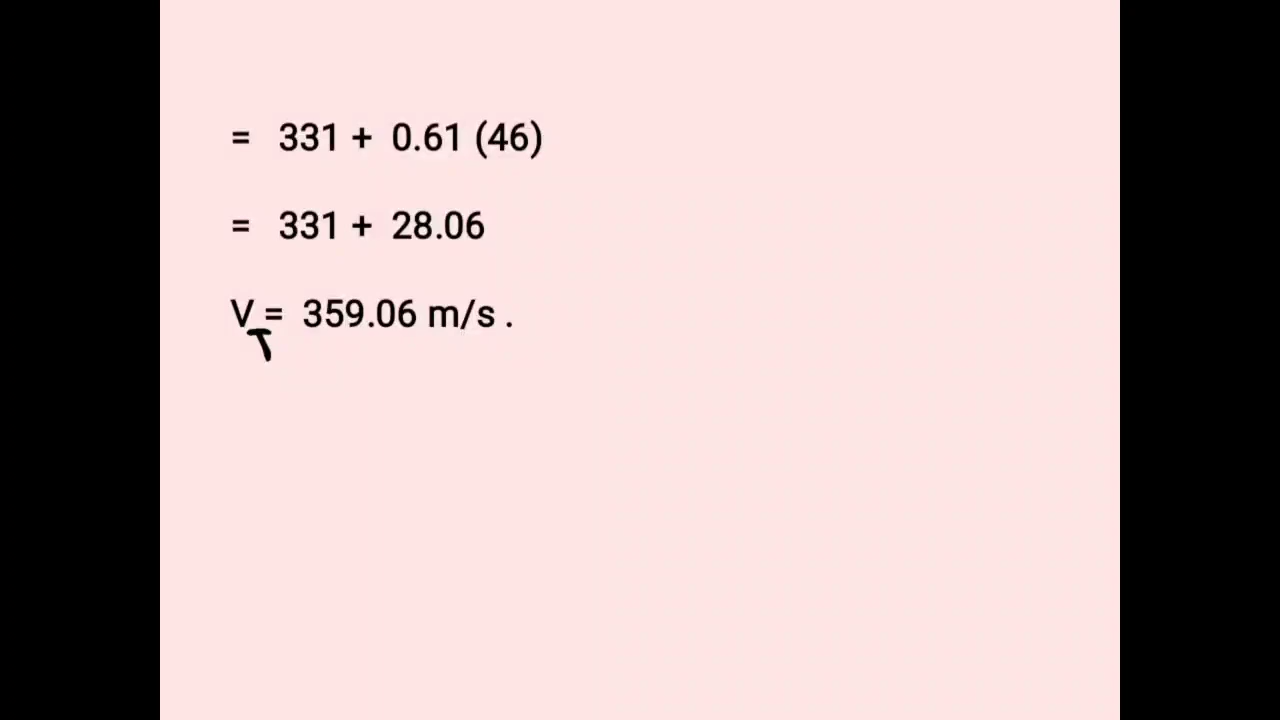 = 331 + 0.61 (46)
= 331 + 28.06
V = 359.06 m/s .
T